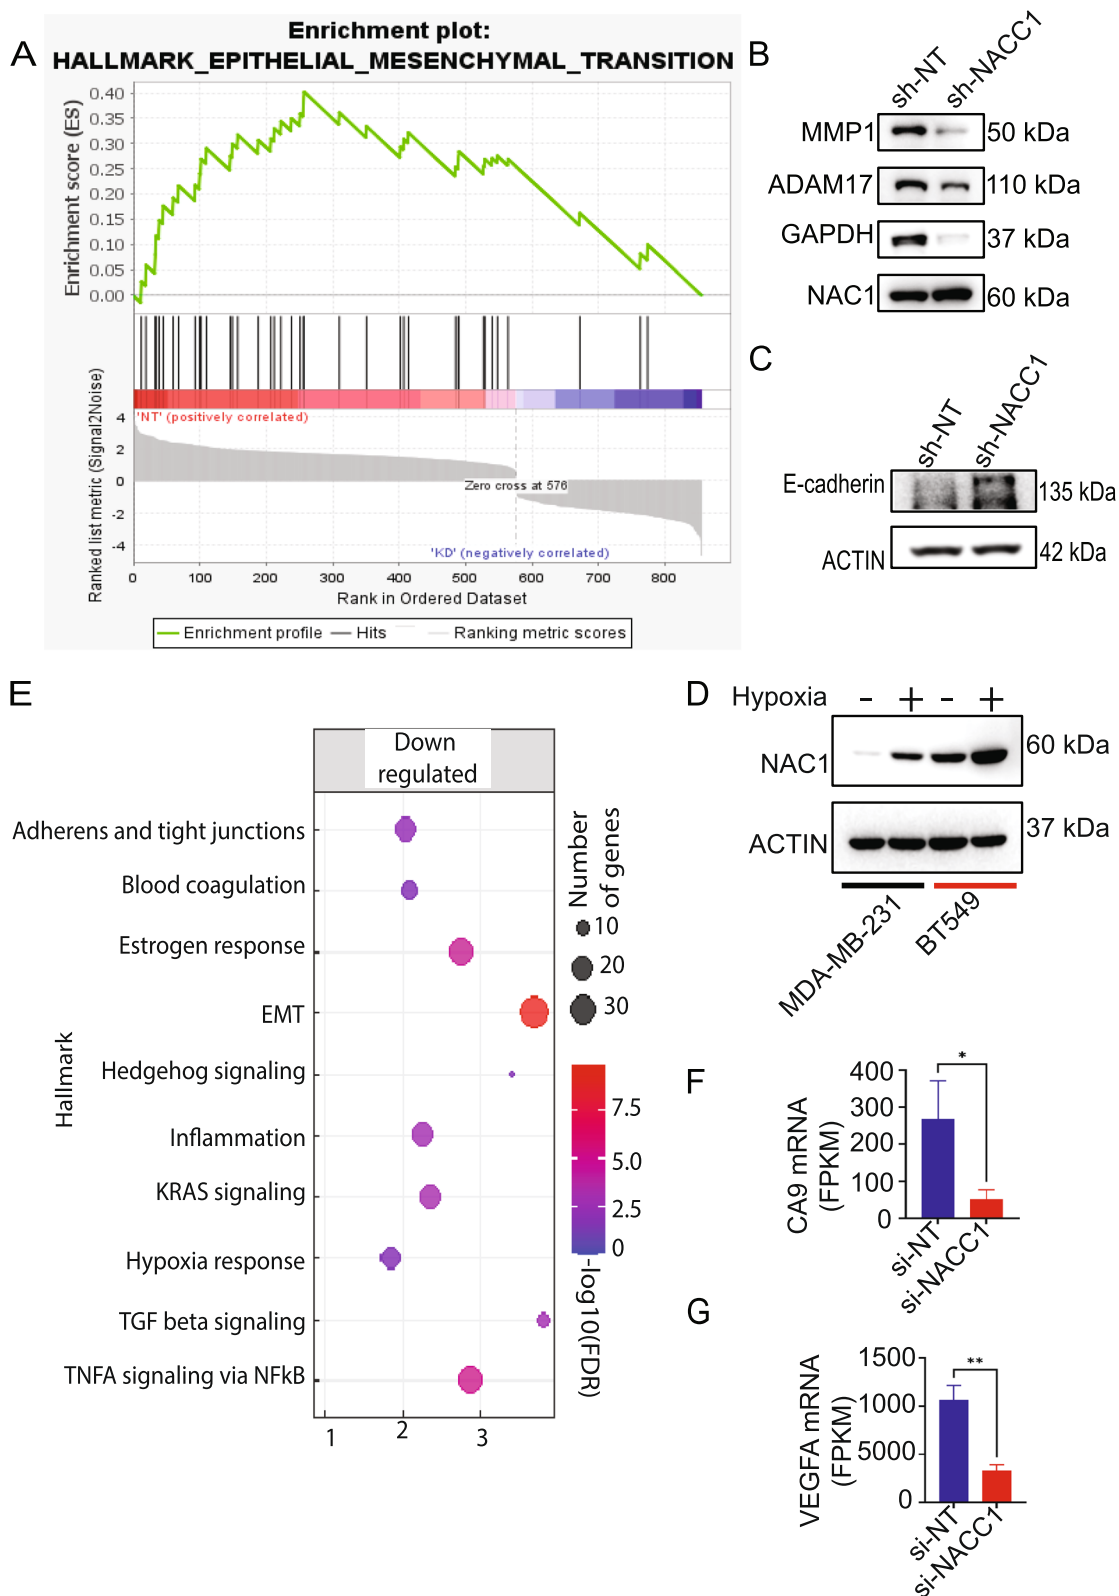 A
Enrichment plot:
HALLMARK_EPITHELIAL_MESENCHYMAL_TRANSITION
Enrichment score (ES)
0.40
0.35
0.30
0.25
0.20
0.15
0.10
0.05
0.00
'NT' (positively correlated)
Ranked list metric (Signal2Noise)
4
2
0
-2
-4
Zero cross at 576
'KD' (negatively correlated)
0 100 200 300 400 500 600 700 800
Rank in Ordered Dataset
Enrichment profile Hits Ranking metric scores
B
sh-NT sh-NACC1
MMP1 50 kDa
ADAM17 110 kDa
GAPDH 37 kDa
NAC1 60 kDa
C
sh-NT sh-NACC1
E-cadherin 135 kDa
ACTIN 42 kDa
D
Hypoxia - + - +
NAC1 60 kDa
ACTIN 37 kDa
MDA-MB-231 BT549
E
Down
regulated
Hallmark
Adherens and tight junctions
Blood coagulation
Estrogen response
EMT
Hedgehog signaling
Inflammation
KRAS signaling
Hypoxia response
TGF beta signaling
TNFA signaling via NFkB
1 2 3
Number
of genes
10
20
30
7.5
5.0
2.5
0
-log10(FDR)
F
CA9 mRNA
(FPKM)
400
300
200
100
0
*
si-NT
si-NACC1
G
VEGFA mRNA
(FPKM)
1500
1000
5000
0
**
si-NT
si-NACC1